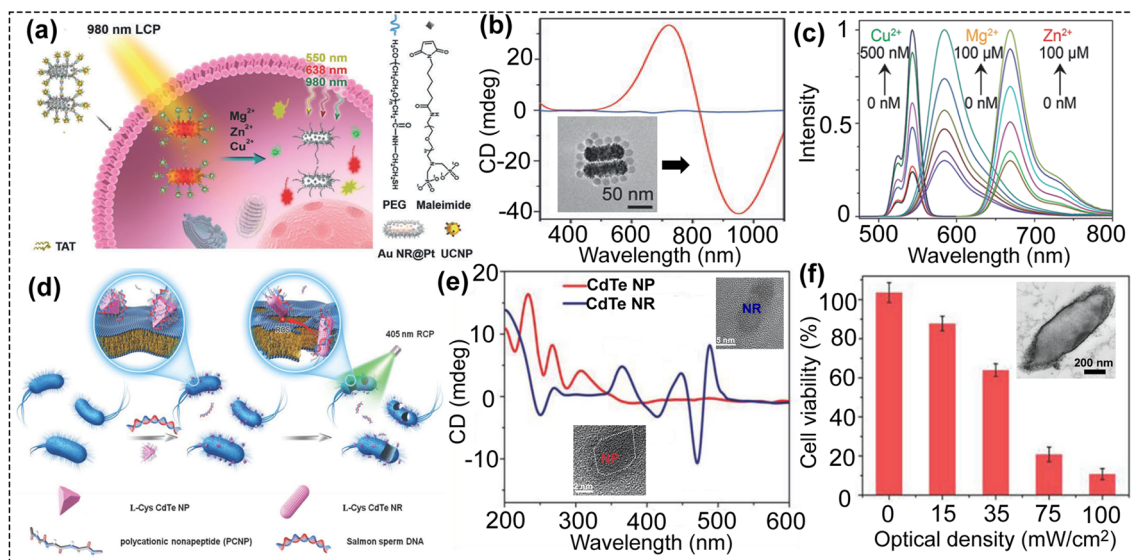 (a)
980 nm LCP
Mg²⁺
Zn²⁺
Cu²⁺
550 nm
638 nm
980 nm
TAT
PEG Maleimide
Au NR@Pt UCNP
(b)
CD (mdeg)
40
20
0
-20
-40
50 nm
400 600 800 1000
Wavelength (nm)
(c)
Intensity
1
0.5
0
Cu²⁺
500 nM
0 nM
Mg²⁺
100 μM
0 nM
Zn²⁺
100 μM
0 nM
500 600 700 800
Wavelength (nm)
(d)
405 nm RCP
L-Cys CdTe NP
L-Cys CdTe NR
polycationic nonapeptide (PCNP)
Salmon sperm DNA
(e)
CD (mdeg)
20
10
0
-10
CdTe NP
CdTe NR
NR
5 nm
NP
2 nm
200 300 400 500 600
Wavelength (nm)
(f)
Cell viability (%)
100
80
60
40
20
0
200 nm
0 15 35 75 100
Optical density (mW/cm²)